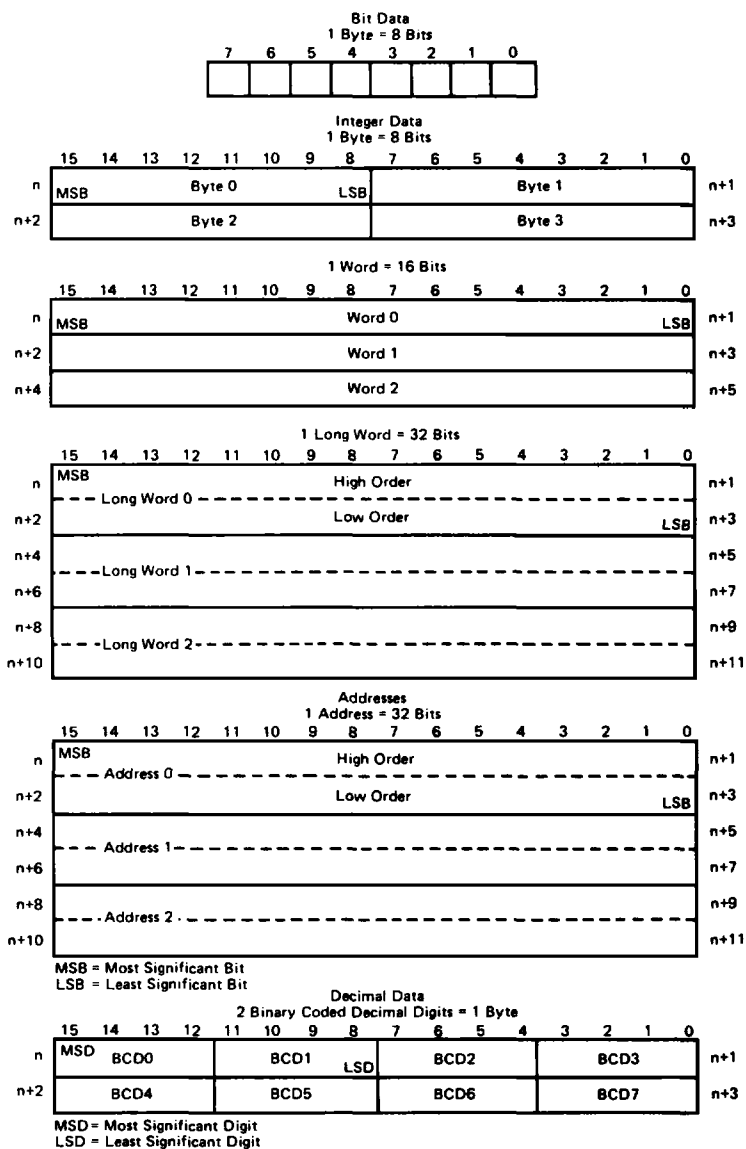 Bit Data
1 Byte = 8 Bits
7 6 5 4 3 2 1 0
Integer Data
1 Byte = 8 Bits
15 14 13 12 11 10 9 8 7 6 5 4 3 2 1 0
n MSB Byte 0 LSB Byte 1 n+1
n+2 Byte 2 Byte 3 n+3
1 Word = 16 Bits
15 14 13 12 11 10 9 8 7 6 5 4 3 2 1 0
n MSB Word 0 LSB n+1
n+2 Word 1 n+3
n+4 Word 2 n+5
1 Long Word = 32 Bits
15 14 13 12 11 10 9 8 7 6 5 4 3 2 1 0
n MSB High Order n+1
Long Word 0
n+2 Low Order LSB n+3
n+4 n+5
Long Word 1
n+6 n+7
n+8 n+9
Long Word 2
n+10 n+11
Addresses
1 Address = 32 Bits
15 14 13 12 11 10 9 8 7 6 5 4 3 2 1 0
n MSB High Order n+1
Address 0
n+2 Low Order LSB n+3
n+4 n+5
Address 1
n+6 n+7
n+8 n+9
Address 2
n+10 n+11
MSB = Most Significant Bit
LSB = Least Significant Bit
Decimal Data
2 Binary Coded Decimal Digits = 1 Byte
15 14 13 12 11 10 9 8 7 6 5 4 3 2 1 0
n MSD BCD0 BCD1 LSD BCD2 BCD3 n+1
n+2 BCD4 BCD5 BCD6 BCD7 n+3
MSD = Most Significant Digit
LSD = Least Significant Digit